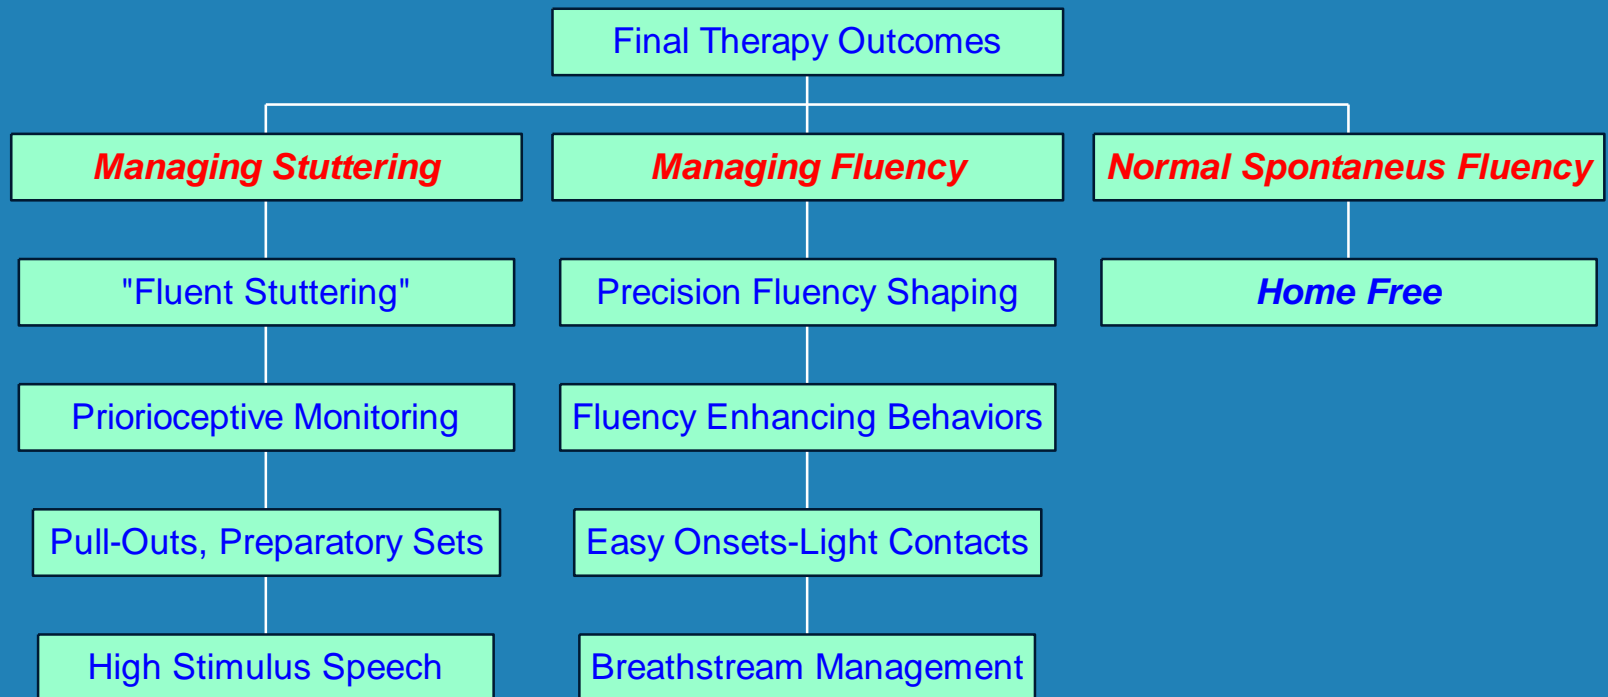 Final Therapy Outcomes
Managing Stuttering
Managing Fluency
Normal Spontaneus Fluency
"Fluent Stuttering"
Precision Fluency Shaping
Home Free
Priorioceptive Monitoring
Fluency Enhancing Behaviors
Pull-Outs, Preparatory Sets
Easy Onsets-Light Contacts
High Stimulus Speech
Breathstream Management